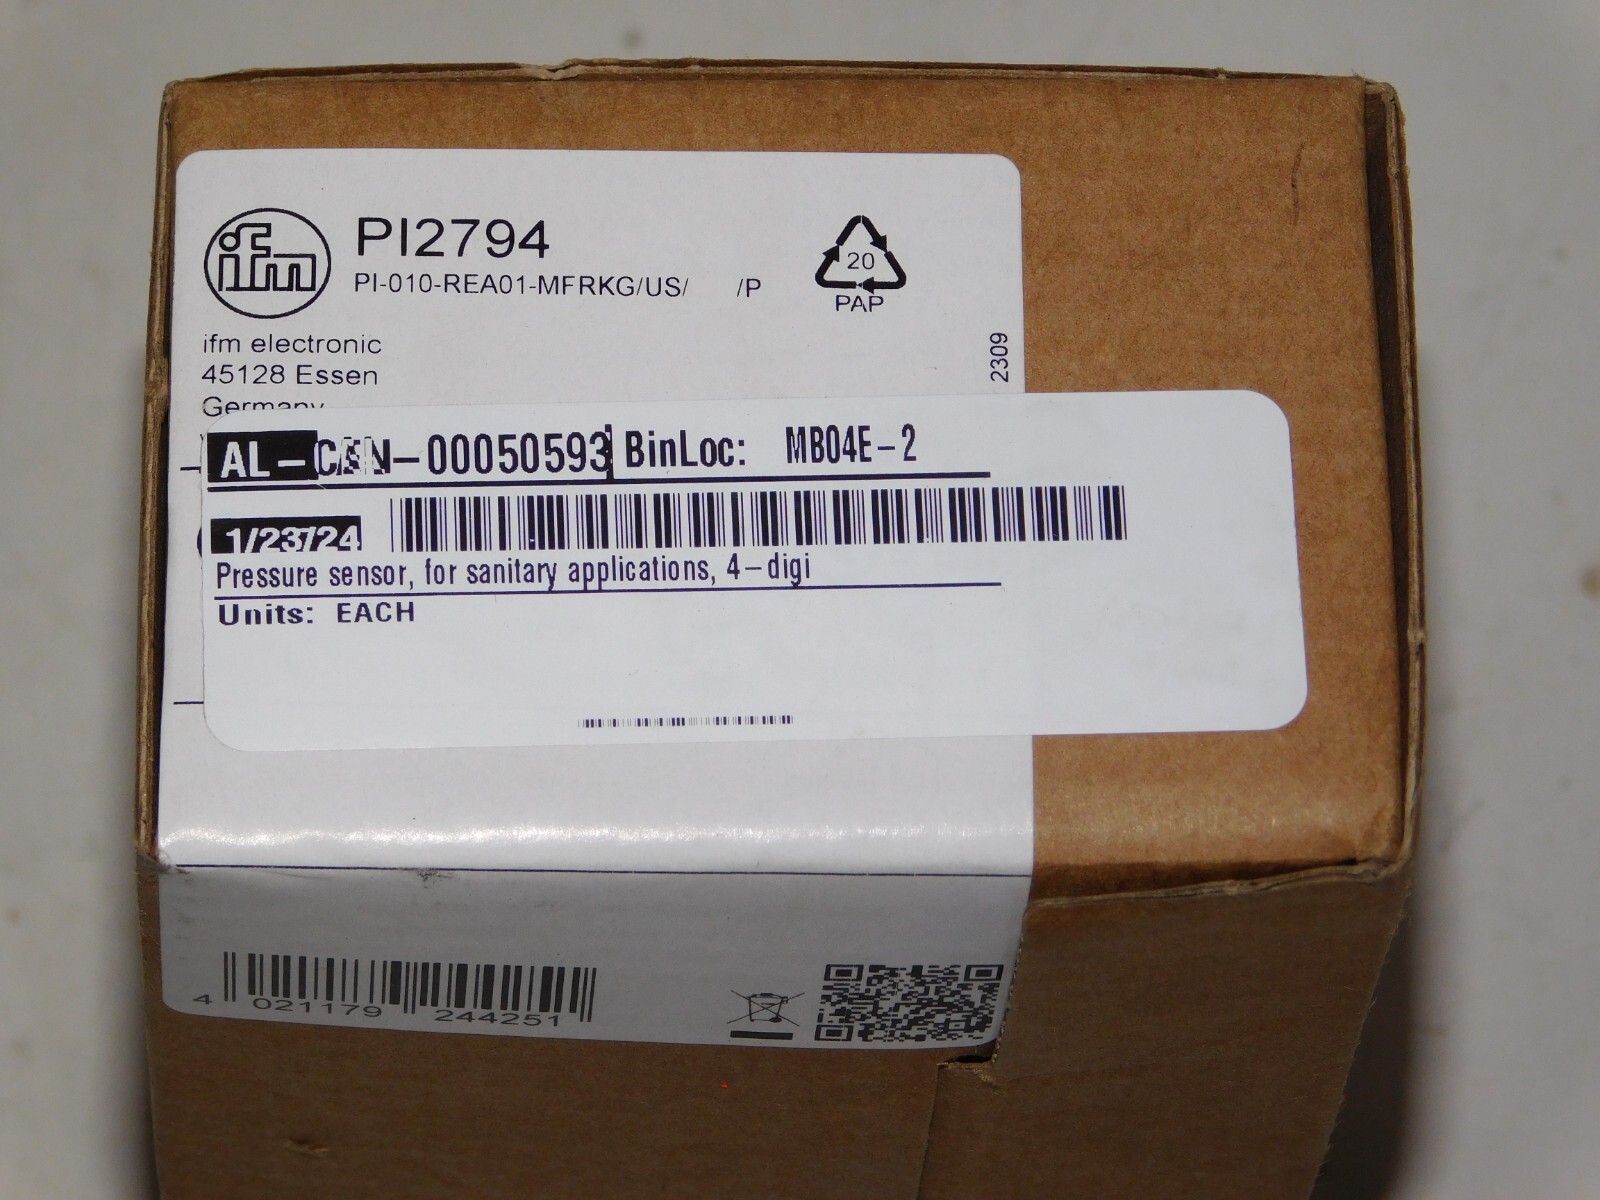 ifm
PI2794
PI-010-REA01-MFRKG/US/ /P
20
PAP
ifm electronic
45128 Essen
Germany
2309
AL-CAN-00050593 BinLoc: MB04E-2
1/23/24
Pressure sensor, for sanitary applications, 4-digi
Units: EACH
4 021179 244251